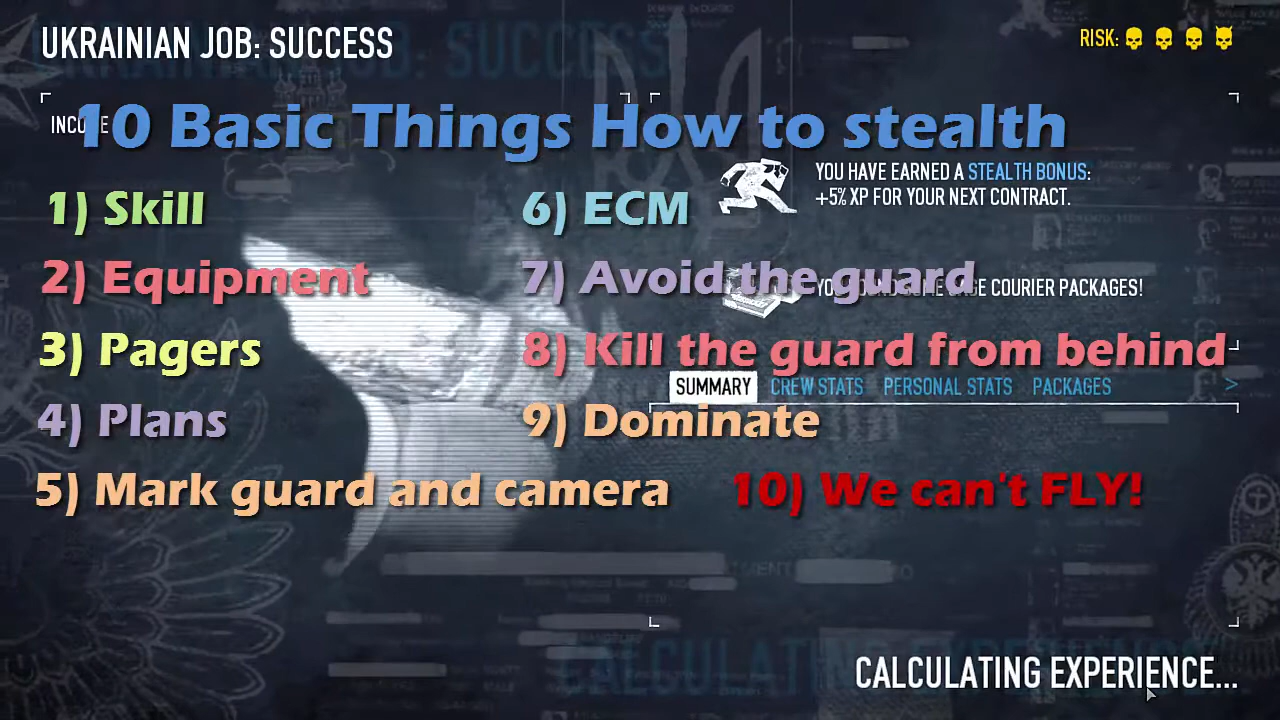 UKRAINIAN JOB: SUCCESS
RISK:
INCOME
10 Basic Things How to stealth
YOU HAVE EARNED A STEALTH BONUS:
+5% XP FOR YOUR NEXT CONTRACT.
1) Skill
2) Equipment
3) Pagers
4) Plans
5) Mark guard and camera
6) ECM
7) Avoid the guard
COURIER PACKAGES!
8) Kill the guard from behind
SUMMARY CREW STATS PERSONAL STATS PACKAGES >
9) Dominate
10) We can't FLY!
CALCULATING EXPERIENCE...